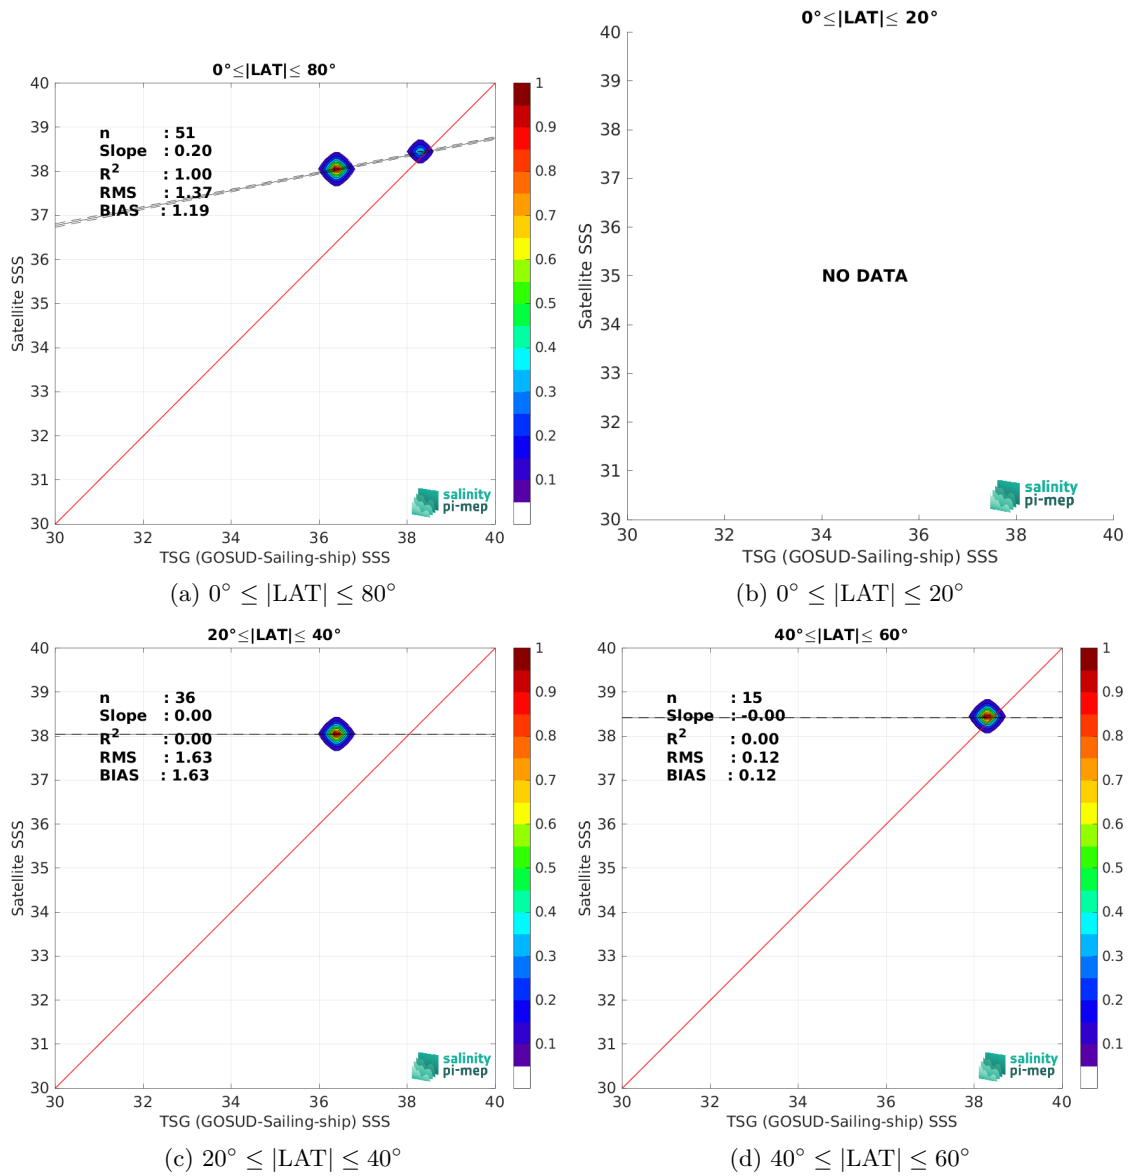 0°≤|LAT|≤ 80°
40
39
38
37
36
35
34
33
32
31
30
n : 51
Slope : 0.20
R² : 1.00
RMS : 1.37
BIAS : 1.19
Satellite SSS
salinity
pi-mep
30 32 34 36 38 40
TSG (GOSUD-Sailing-ship) SSS
1
0.9
0.8
0.7
0.6
0.5
0.4
0.3
0.2
0.1
(a) 0° ≤ |LAT| ≤ 80°
0°≤|LAT|≤ 20°
40
39
38
37
36
35
34
33
32
31
30
Satellite SSS
NO DATA
salinity
pi-mep
30 32 34 36 38 40
TSG (GOSUD-Sailing-ship) SSS
(b) 0° ≤ |LAT| ≤ 20°
20°≤|LAT|≤ 40°
40
39
38
37
36
35
34
33
32
31
30
n : 36
Slope : 0.00
R² : 0.00
RMS : 1.63
BIAS : 1.63
Satellite SSS
salinity
pi-mep
30 32 34 36 38 40
TSG (GOSUD-Sailing-ship) SSS
1
0.9
0.8
0.7
0.6
0.5
0.4
0.3
0.2
0.1
(c) 20° ≤ |LAT| ≤ 40°
40°≤|LAT|≤ 60°
40
39
38
37
36
35
34
33
32
31
30
n : 15
Slope : -0.00
R² : 0.00
RMS : 0.12
BIAS : 0.12
Satellite SSS
salinity
pi-mep
30 32 34 36 38 40
TSG (GOSUD-Sailing-ship) SSS
1
0.9
0.8
0.7
0.6
0.5
0.4
0.3
0.2
0.1
(d) 40° ≤ |LAT| ≤ 60°